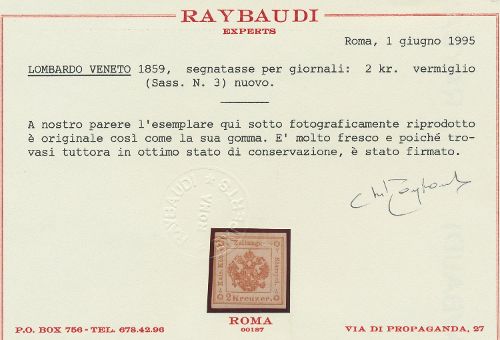 RAYBAUDI
EXPERTS
Roma, 1 giugno 1995
LOMBARDO VENETO 1859, segnatasse per giornali: 2 kr. vermiglio
(Sass. N. 3) nuovo.
A nostro parere l'esemplare qui sotto fotograficamente riprodotto
è originale così come la sua gomma. E' molto fresco e poiché tro-
vasi tuttora in ottimo stato di conservazione, è stato firmato.
RAYBAUDI
ROMA
Zeitungs-
Stempel.
2 Kreuzer.
ROMA
00187
P.O. BOX 756 - TEL. 678.42.96
VIA DI PROPAGANDA, 27